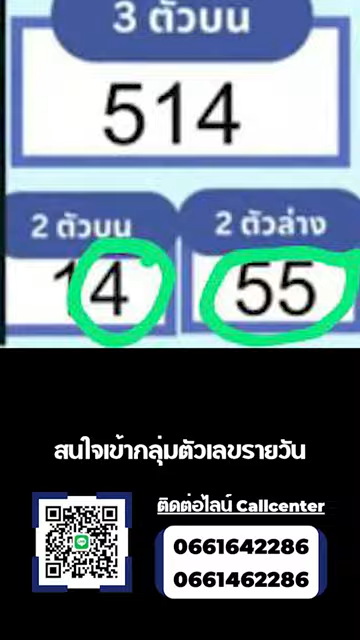 3 ตัวบน
514
2 ตัวบน 2 ตัวล่าง
14 55
สนใจเข้ากลุ่มตัวเลขรายวัน
ติดต่อไลน์ Callcenter
0661642286
0661462286